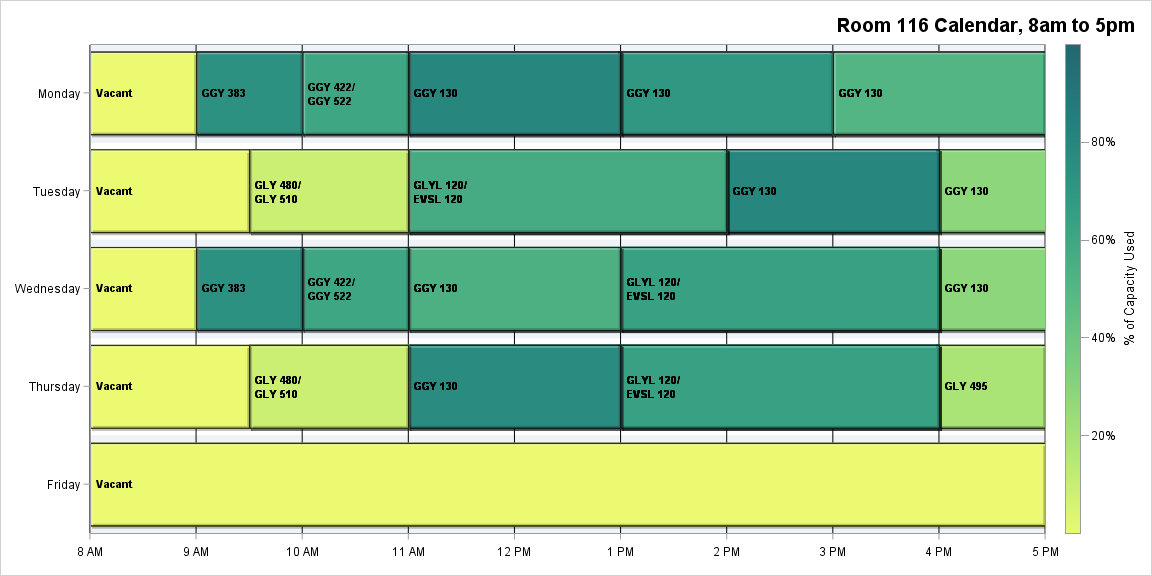 Room 116 Calendar, 8am to 5pm
Monday
Vacant
GGY 383
GGY 422/
GGY 522
GGY 130
GGY 130
GGY 130
Tuesday
Vacant
GLY 480/
GLY 510
GLYL 120/
EVSL 120
GGY 130
GGY 130
Wednesday
Vacant
GGY 383
GGY 422/
GGY 522
GGY 130
GLYL 120/
EVSL 120
GGY 130
Thursday
Vacant
GLY 480/
GLY 510
GGY 130
GLYL 120/
EVSL 120
GLY 495
Friday
Vacant
8 AM
9 AM
10 AM
11 AM
12 PM
1 PM
2 PM
3 PM
4 PM
5 PM
80%
60%
40%
20%
% of Capacity Used